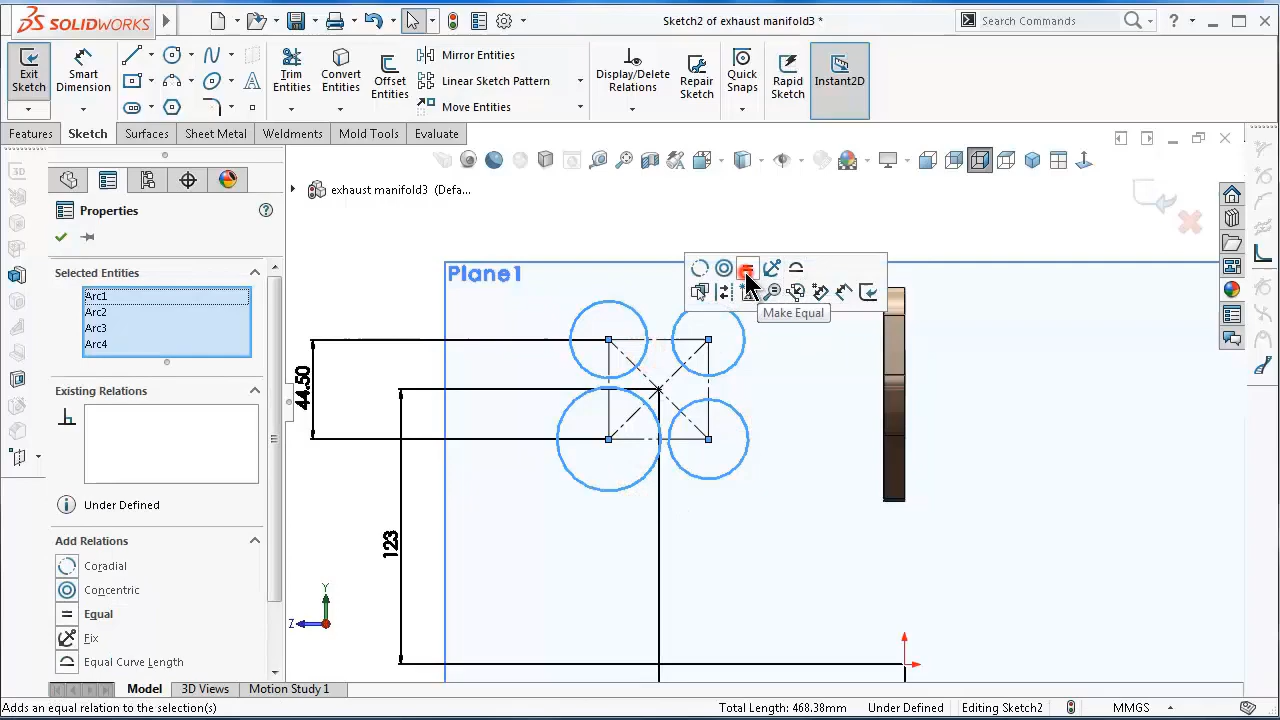 SOLIDWORKS
Sketch2 of exhaust manifold3 *
Search Commands
Exit Sketch
Smart Dimension
Trim Entities
Convert Entities
Offset Entities
Mirror Entities
Linear Sketch Pattern
Move Entities
Display/Delete Relations
Repair Sketch
Quick Snaps
Rapid Sketch
Instant2D
Features
Sketch
Surfaces
Sheet Metal
Weldments
Mold Tools
Evaluate
exhaust manifold3 (Defa...
Properties
Selected Entities
Arc1
Arc2
Arc3
Arc4
Existing Relations
Under Defined
Add Relations
Coradial
Concentric
Equal
Fix
Equal Curve Length
Plane1
Make Equal
44.50
123
Y
Z
Model
3D Views
Motion Study 1
Adds an equal relation to the selection(s)
Total Length: 468.38mm
Under Defined
Editing Sketch2
MMGS